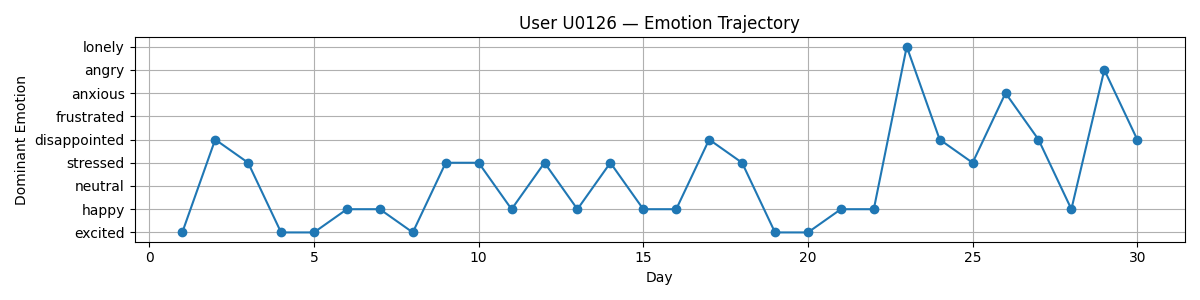 User U0126 — Emotion Trajectory
Dominant Emotion
lonely
angry
anxious
frustrated
disappointed
stressed
neutral
happy
excited
0 5 10 15 20 25 30
Day